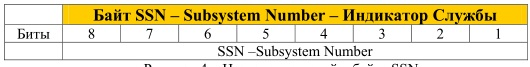 Байт SSN – Subsystem Number – Индикатор Службы
Биты 8 7 6 5 4 3 2 1
SSN –Subsystem Number